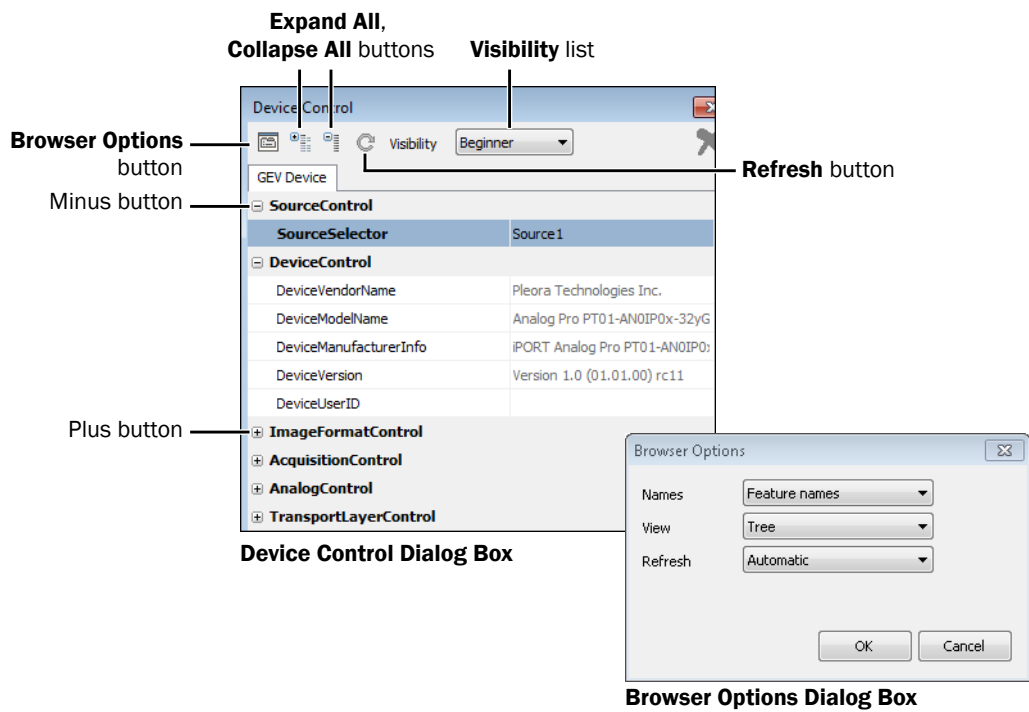 Expand All,
Collapse All buttons
Visibility list
Device Control
Browser Options
button
Visibility
Beginner
Refresh button
GEV Device
Minus button
SourceControl
SourceSelector Source1
DeviceControl
DeviceVendorName Pleora Technologies Inc.
DeviceModelName Analog Pro PT01-AN0IP0x-32yG
DeviceManufacturerInfo iPORT Analog Pro PT01-AN0IP0x
DeviceVersion Version 1.0 (01.01.00) rc11
DeviceUserID
Plus button
ImageFormatControl
AcquisitionControl
AnalogControl
TransportLayerControl
Device Control Dialog Box
Browser Options
Names Feature names
View Tree
Refresh Automatic
OK Cancel
Browser Options Dialog Box